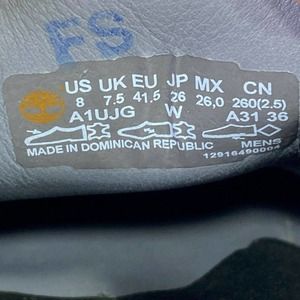 FS
US UK EU JP MX CN
8 7.5 41.5 26 26,0 260(2.5)
A1UJG W A31 36
MADE IN DOMINICAN REPUBLIC MENS
12916490004